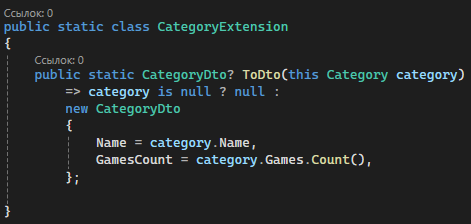 Ссылок: 0
public static class CategoryExtension
{
Ссылок: 0
public static CategoryDto? ToDto(this Category category)
=> category is null ? null :
new CategoryDto
{
Name = category.Name,
GamesCount = category.Games.Count(),
};
}